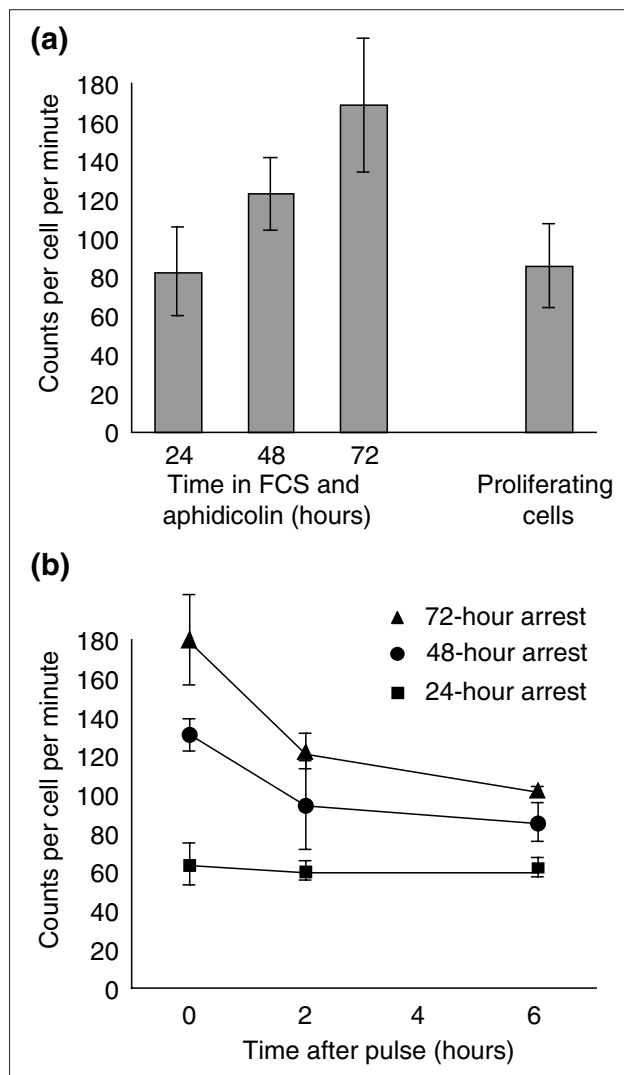 (a)
Counts per cell per minute
180
160
140
120
100
80
60
40
20
0
24 48 72
Time in FCS and
aphidicolin (hours)
Proliferating
cells
(b)
Counts per cell per minute
180
160
140
120
100
80
60
40
20
0
72-hour arrest
48-hour arrest
24-hour arrest
0 2 4 6
Time after pulse (hours)